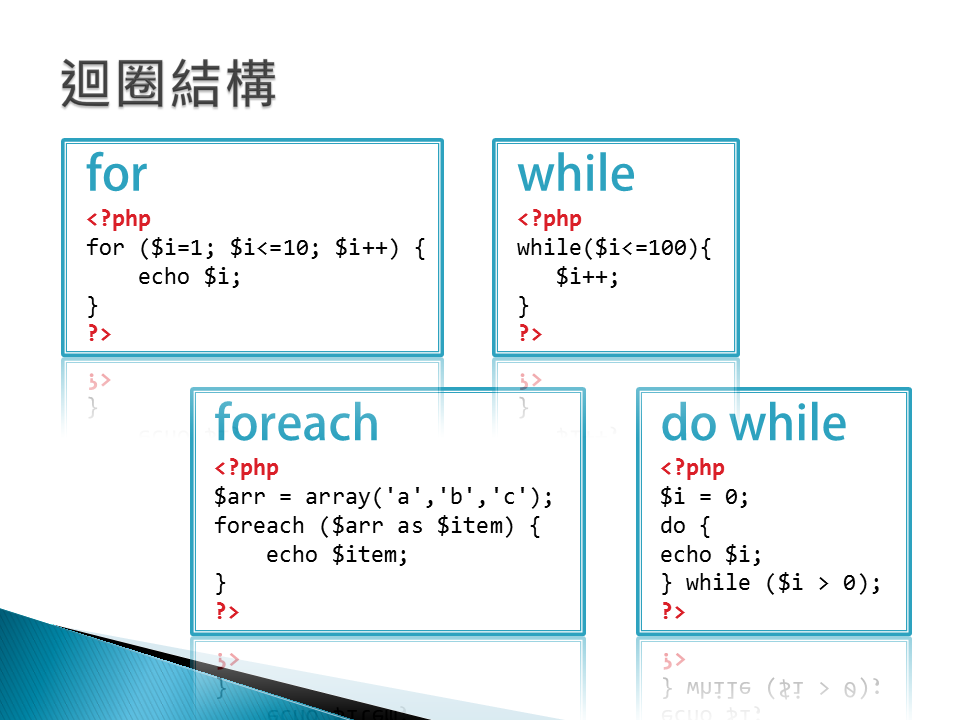 迴圈結構
for
<?php
for ($i=1; $i<=10; $i++) {
    echo $i;
}
?>
while
<?php
while($i<=100){
   $i++;
}
?>
foreach
<?php
$arr = array('a','b','c');
foreach ($arr as $item) {
    echo $item;
}
?>
do while
<?php
$i = 0;
do {
echo $i;
} while ($i > 0);
?>